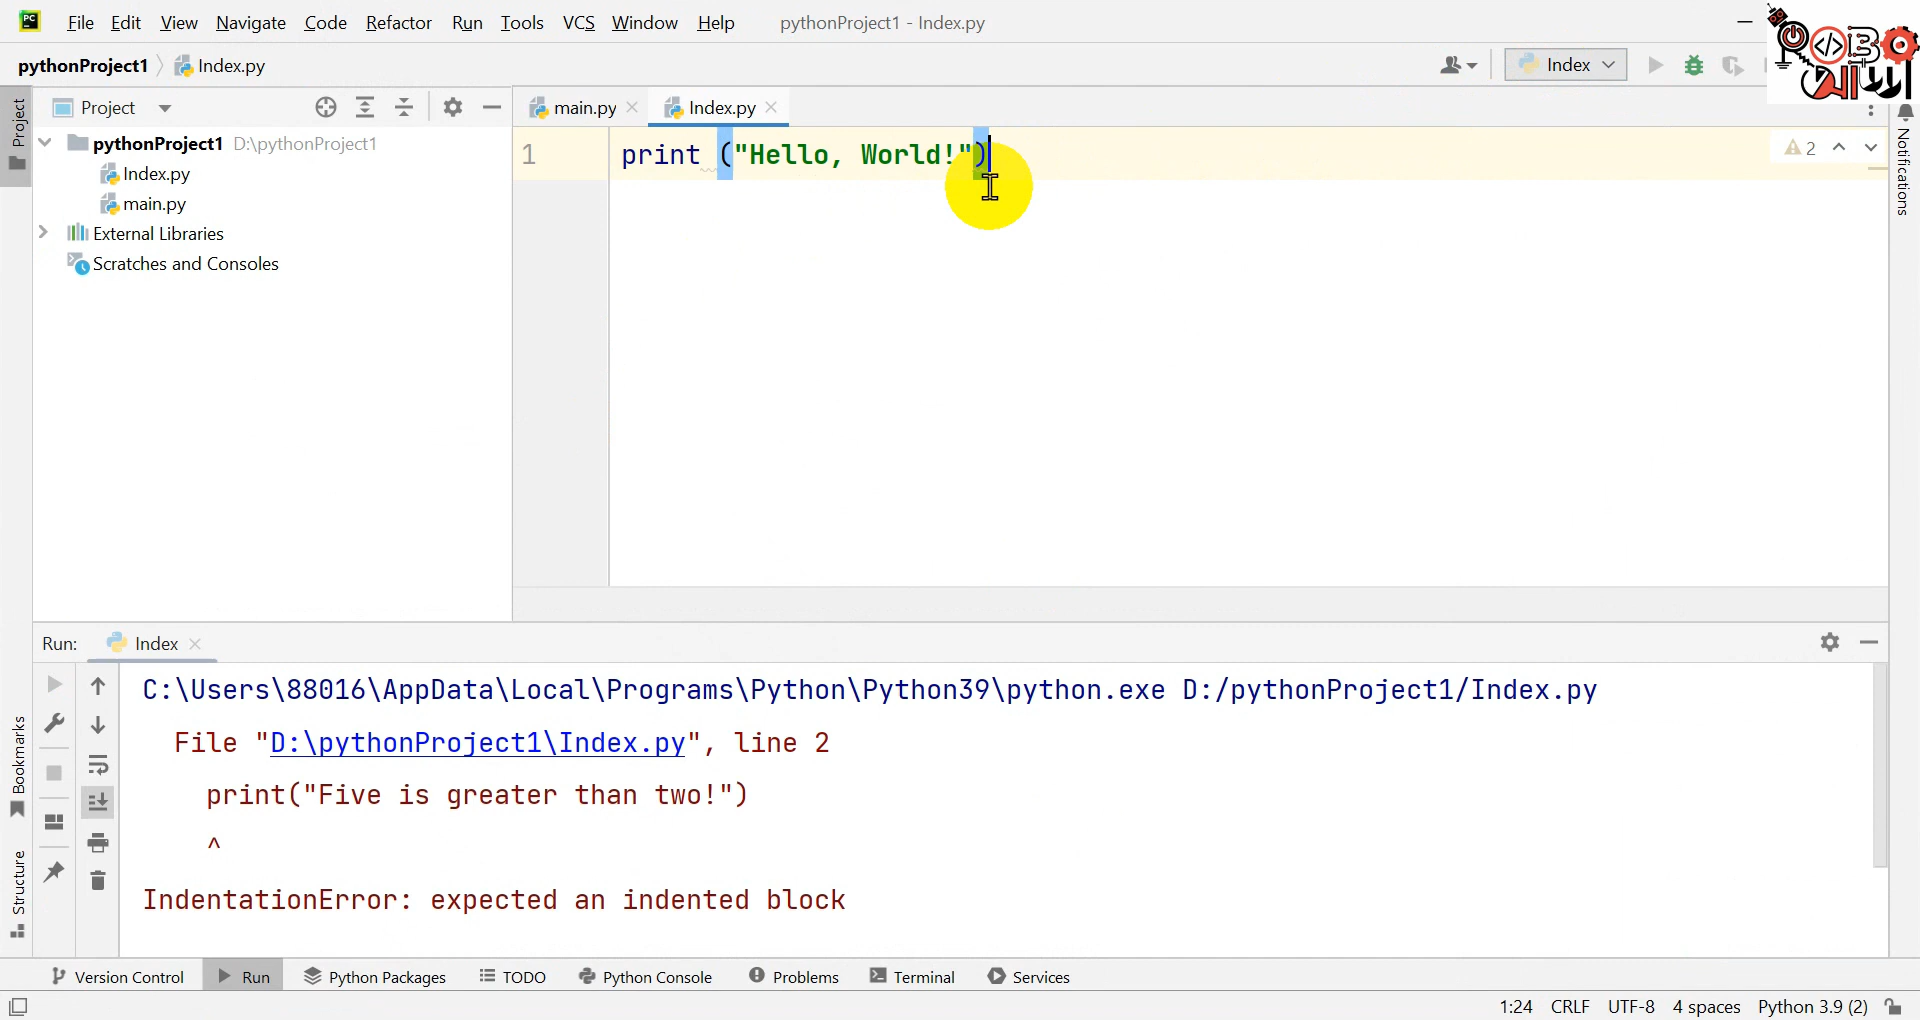 PC File Edit View Navigate Code Refactor Run Tools VCS Window Help pythonProject1 - Index.py
pythonProject1 Index.py Index
Project main.py Index.py
Project
pythonProject1 D:\pythonProject1
Index.py
main.py
External Libraries
Scratches and Consoles
1 print ("Hello, World!") 2
Notifications
Run: Index
C:\Users\88016\AppData\Local\Programs\Python\Python39\python.exe D:/pythonProject1/Index.py
File "D:\pythonProject1\Index.py", line 2
print("Five is greater than two!")
^
IndentationError: expected an indented block
Bookmarks
Structure
Version Control Run Python Packages TODO Python Console Problems Terminal Services
1:24 CRLF UTF-8 4 spaces Python 3.9 (2)